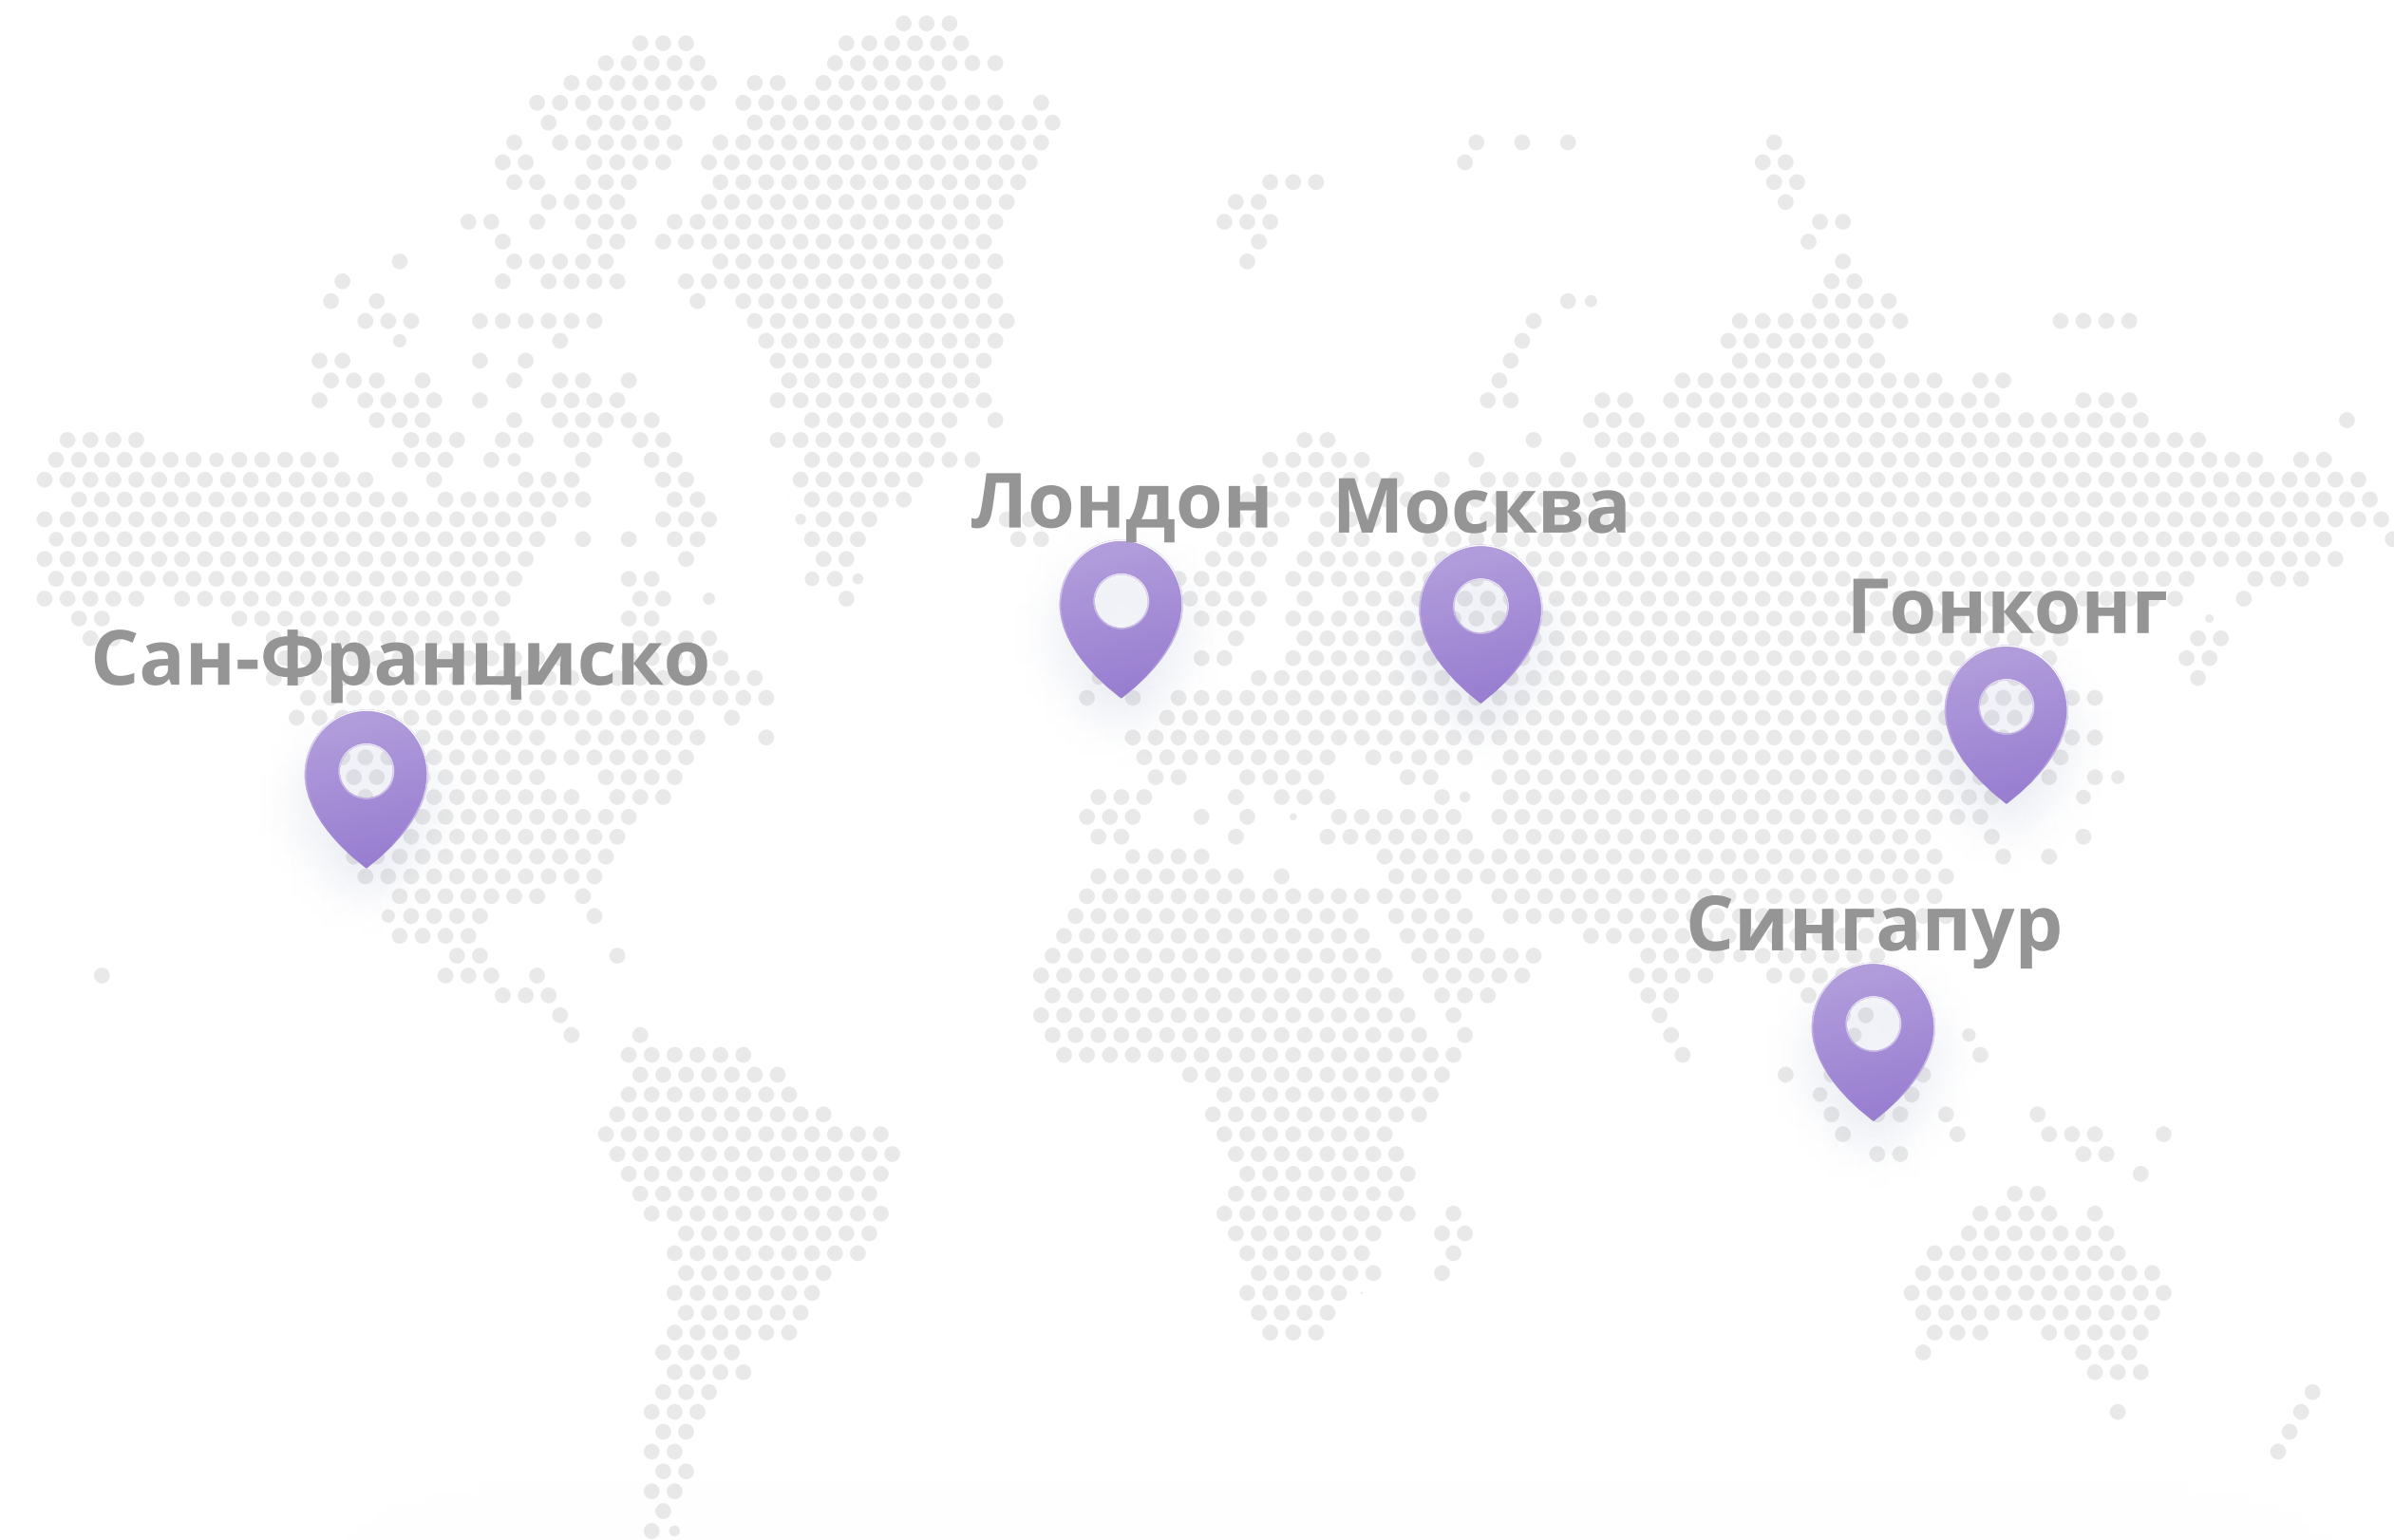 Лондон
Москва
Гонконг
Сан-Франциско
Сингапур